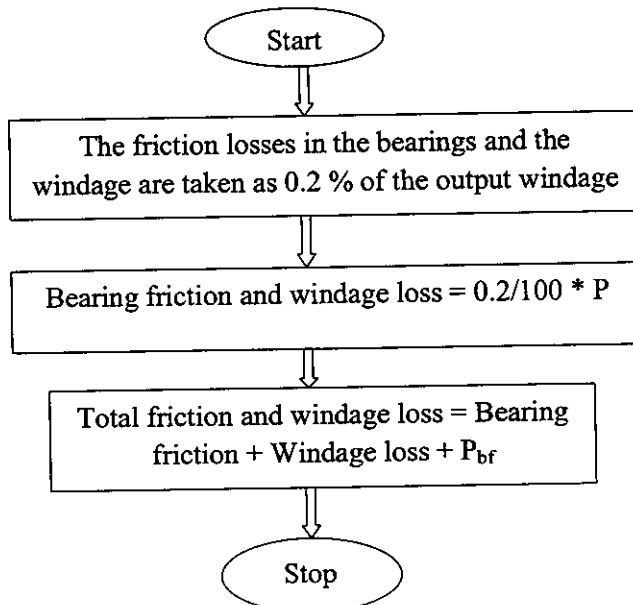 Start
The friction losses in the bearings and the
windage are taken as 0.2 % of the output windage
Bearing friction and windage loss = 0.2/100 * P
Total friction and windage loss = Bearing
friction + Windage loss + P_bf
Stop